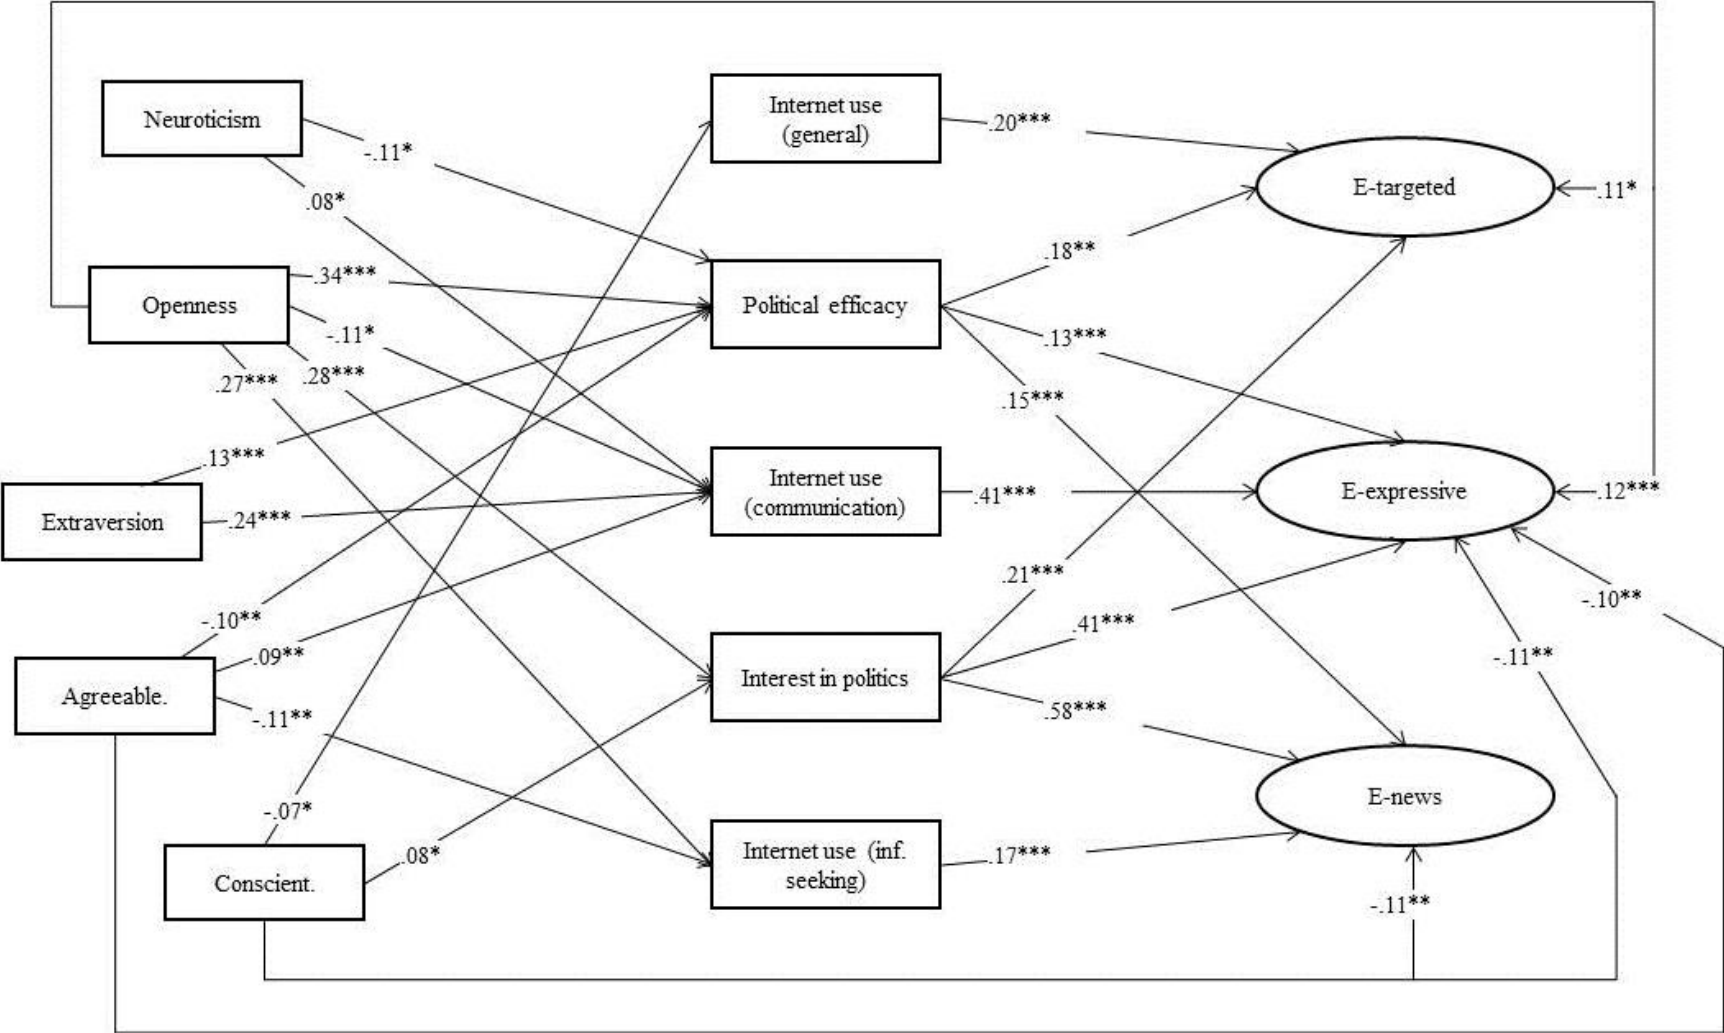 Internet use
(general)
Neuroticism
.20***
-.11*
E-targeted
.11*
.08*
.18**
.34***
Openness
Political efficacy
-.11*
.13***
.28***
.27***
.15***
.13***
Internet use
(communication)
E-expressive
.12***
.41***
Extraversion
.24***
.21***
-.10**
-.10**
.41***
.09**
-.11**
Interest in politics
Agreeable.
.58***
-.11**
E-news
-.07*
Internet use (inf.
seeking)
.08*
.17***
Conscient.
-.11**